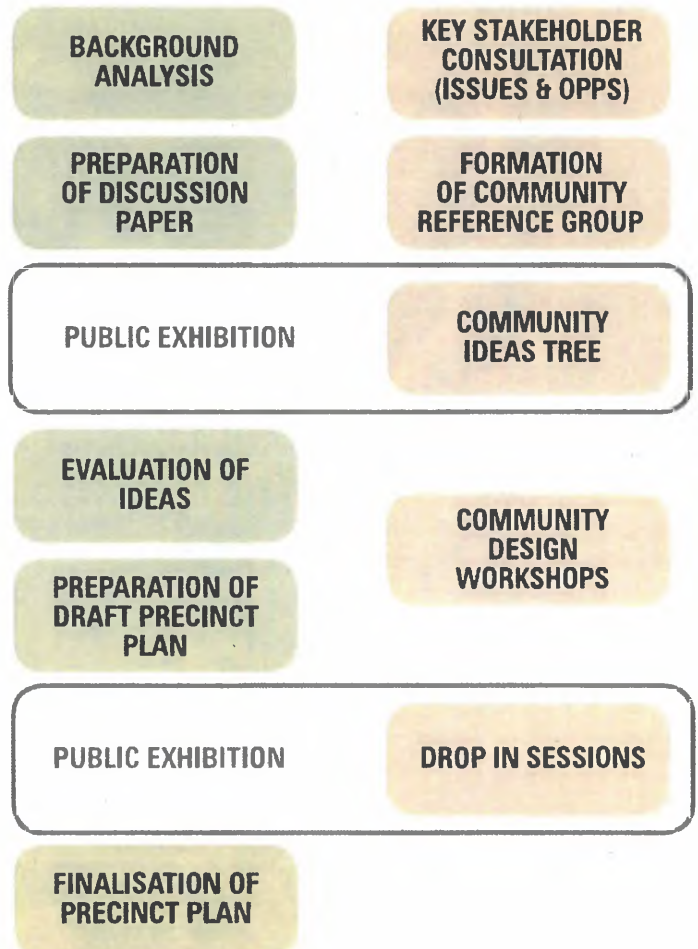 BACKGROUND
ANALYSIS
KEY STAKEHOLDER
CONSULTATION
(ISSUES & OPPS)
PREPARATION
OF DISCUSSION
PAPER
FORMATION
OF COMMUNITY
REFERENCE GROUP
PUBLIC EXHIBITION
COMMUNITY
IDEAS TREE
EVALUATION OF
IDEAS
COMMUNITY
DESIGN
WORKSHOPS
PREPARATION OF
DRAFT PRECINCT
PLAN
PUBLIC EXHIBITION
DROP IN SESSIONS
FINALISATION OF
PRECINCT PLAN